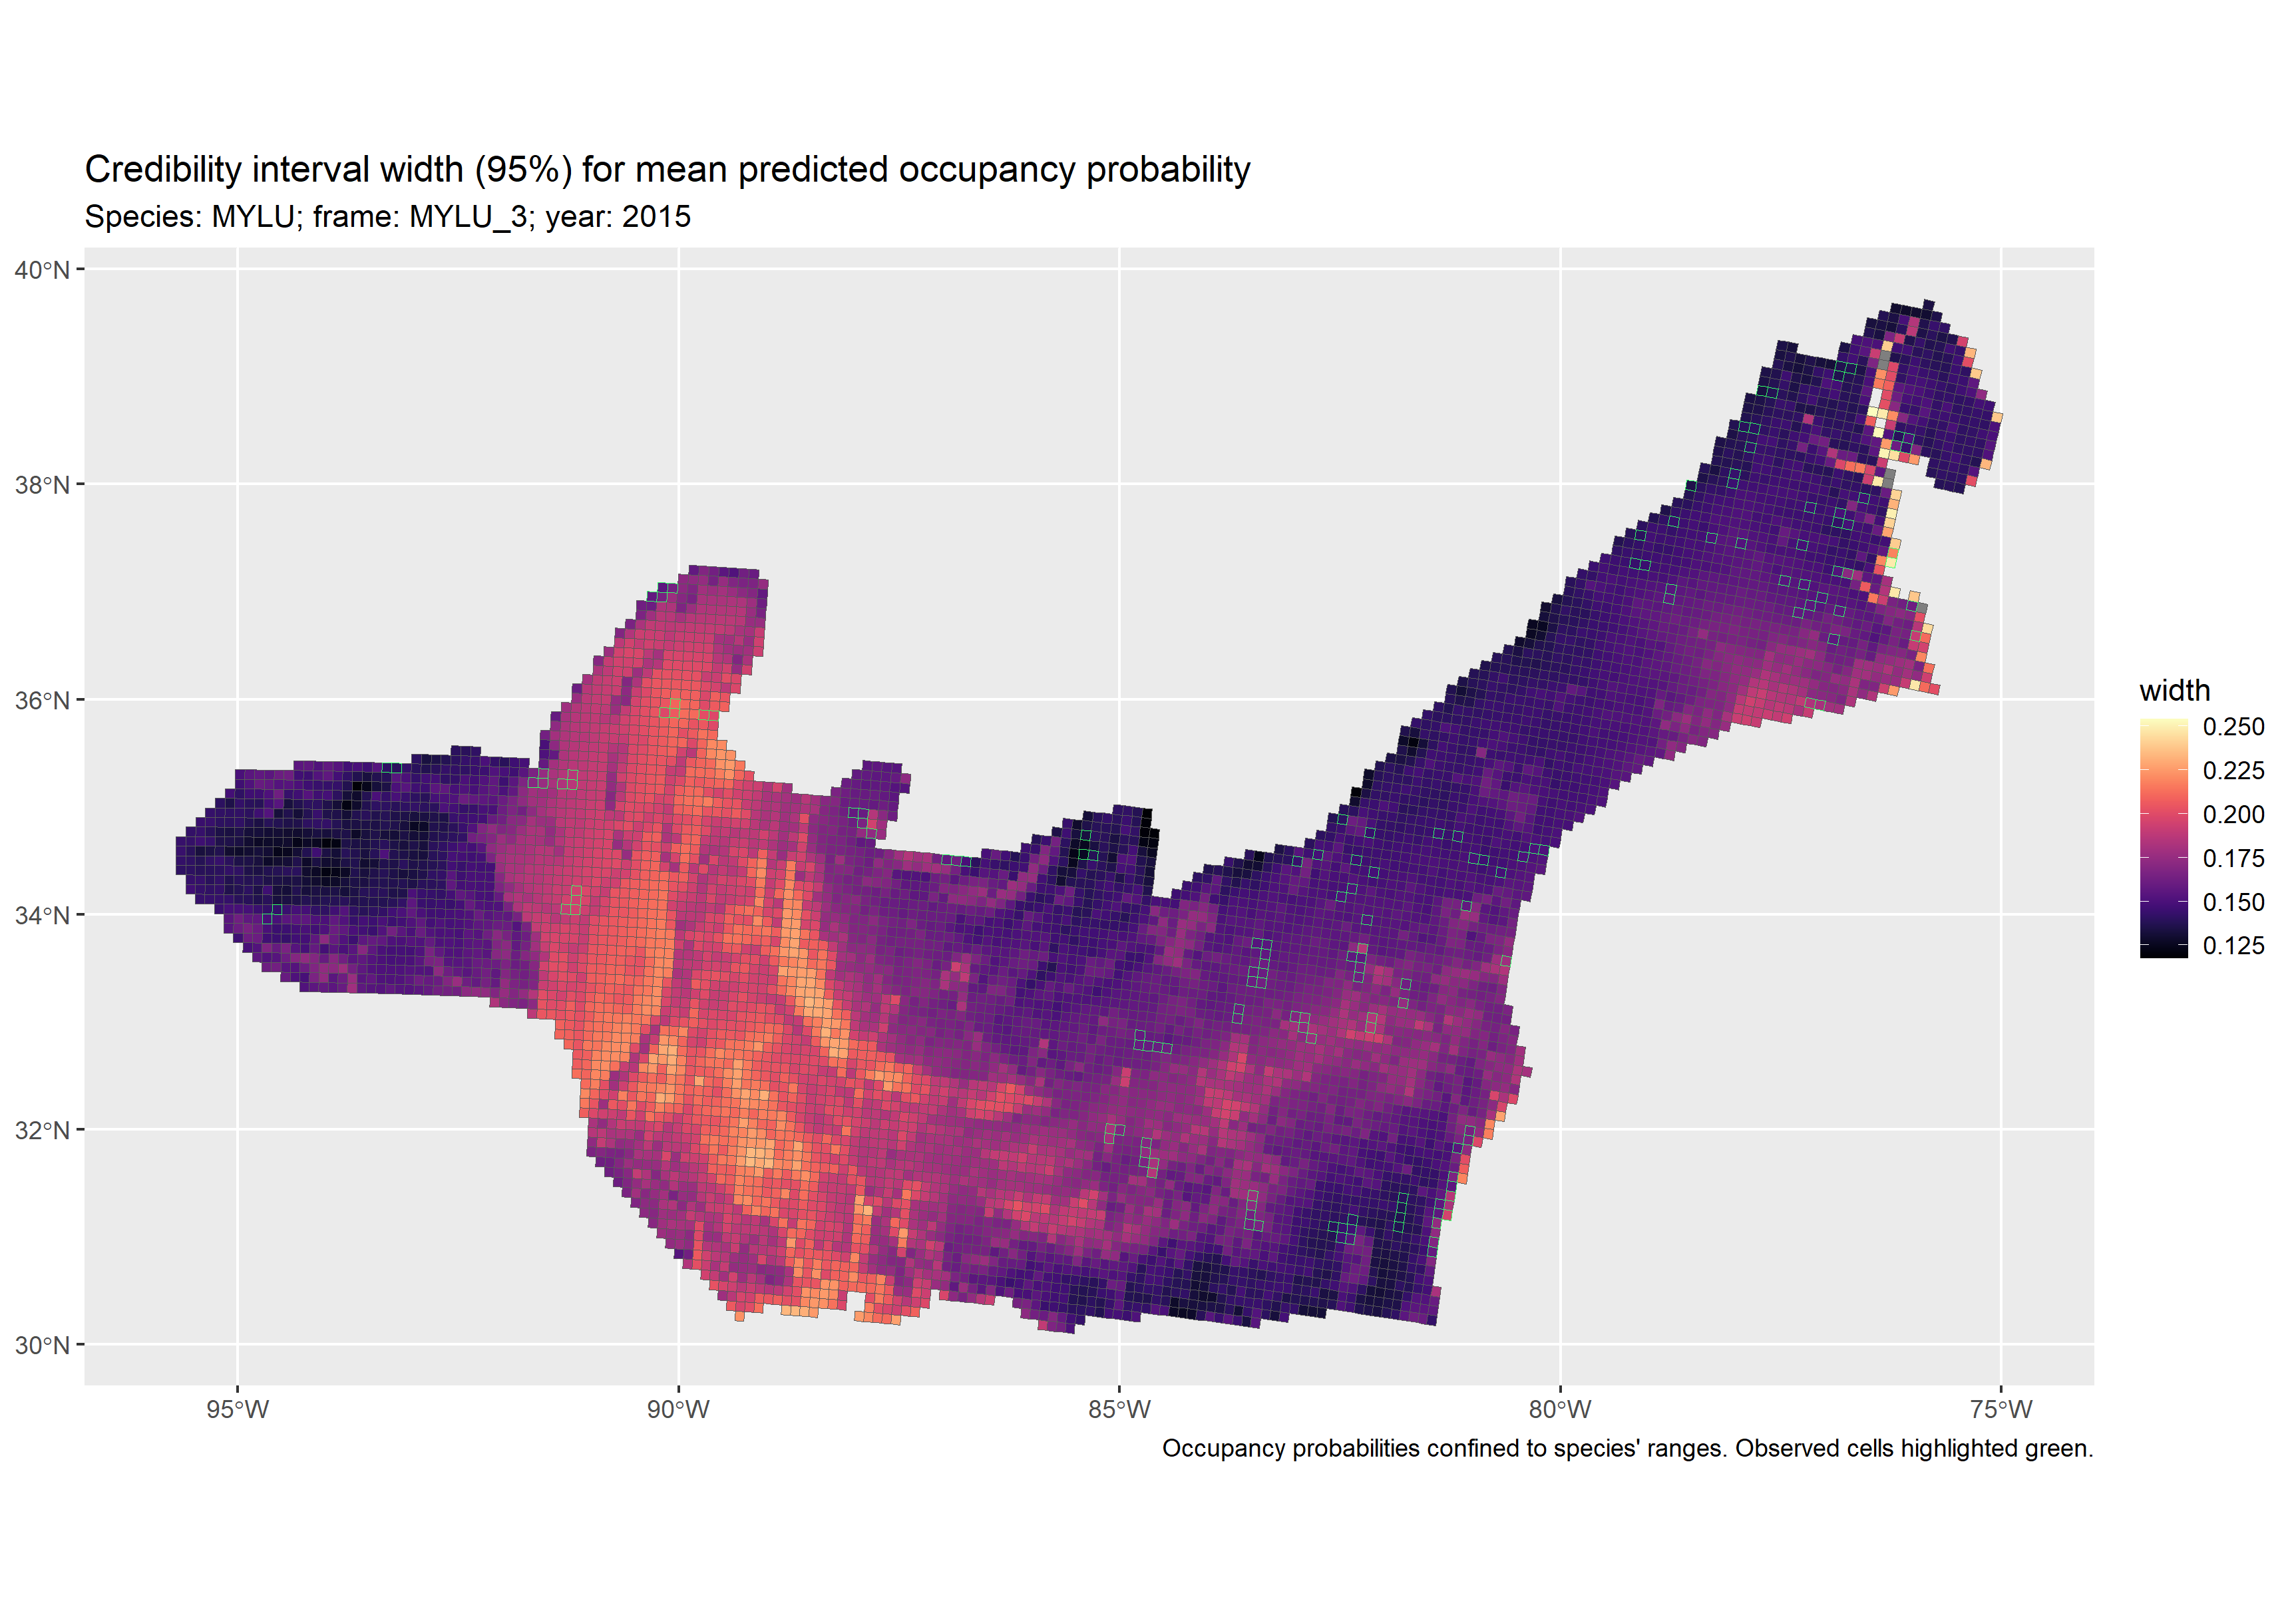 Credibility interval width (95%) for mean predicted occupancy probability
Species: MYLU; frame: MYLU_3; year: 2015
40°N
38°N
36°N
34°N
32°N
30°N
95°W
90°W
85°W
80°W
75°W
width
0.250
0.225
0.200
0.175
0.150
0.125
Occupancy probabilities confined to species' ranges. Observed cells highlighted green.